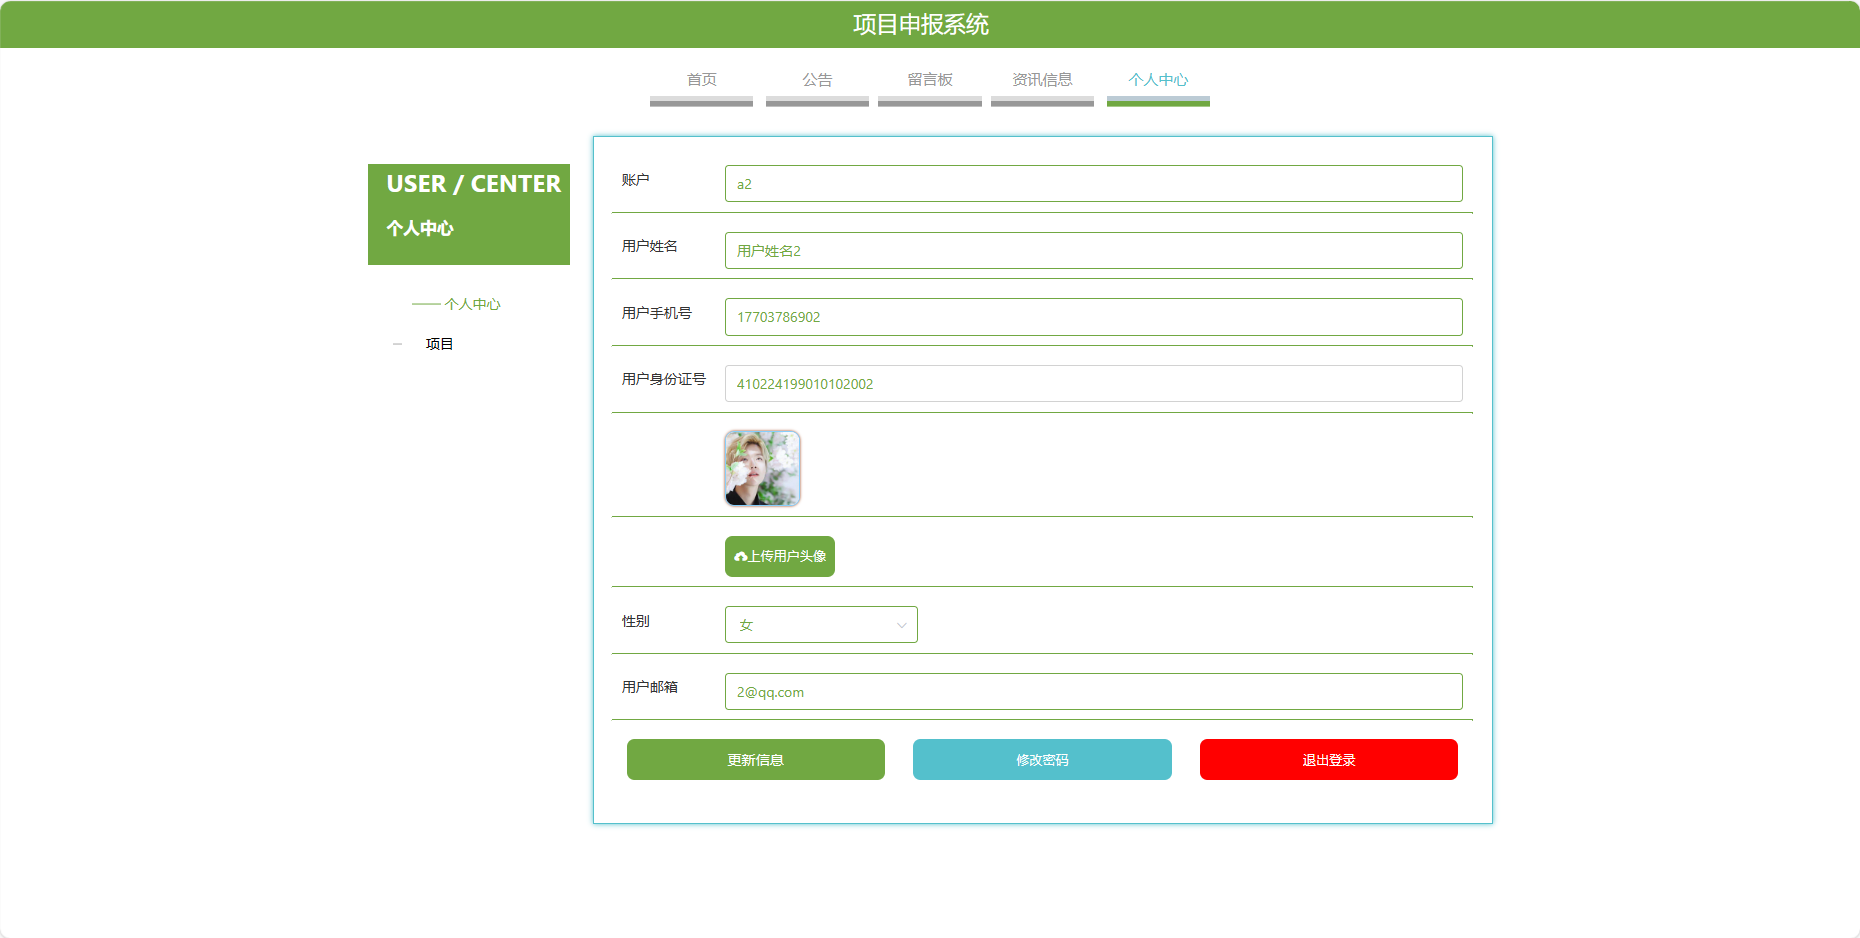 项目申报系统
首页
公告
留言板
资讯信息
个人中心
USER / CENTER
个人中心
个人中心
项目
账户
a2
用户姓名
用户姓名2
用户手机号
17703786902
用户身份证号
410224199010102002
上传用户头像
性别
女
用户邮箱
2@qq.com
更新信息
修改密码
退出登录